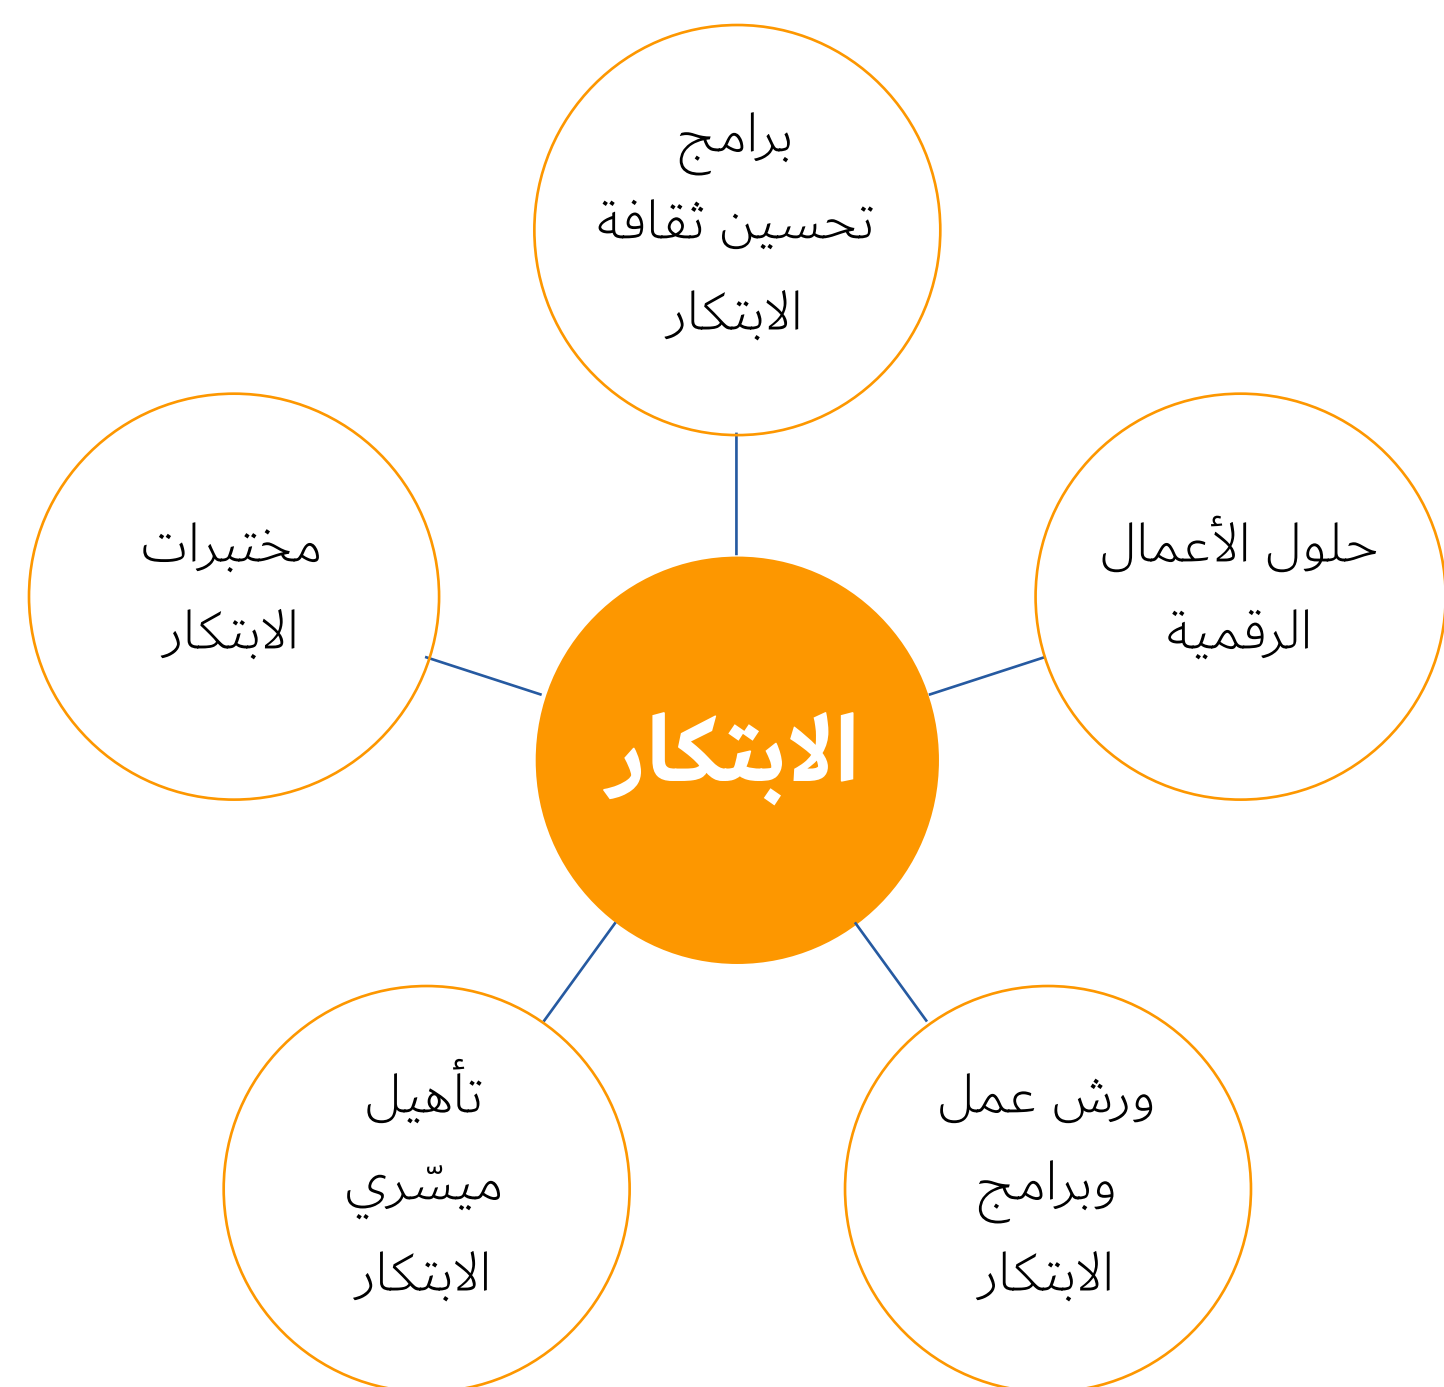 برامج
تحسين ثقافة
الابتكار
حلول الأعمال
الرقمية
مختبرات
الابتكار
الابتكار
ورش عمل
وبرامج
الابتكار
تأهيل
ميسّري
الابتكار